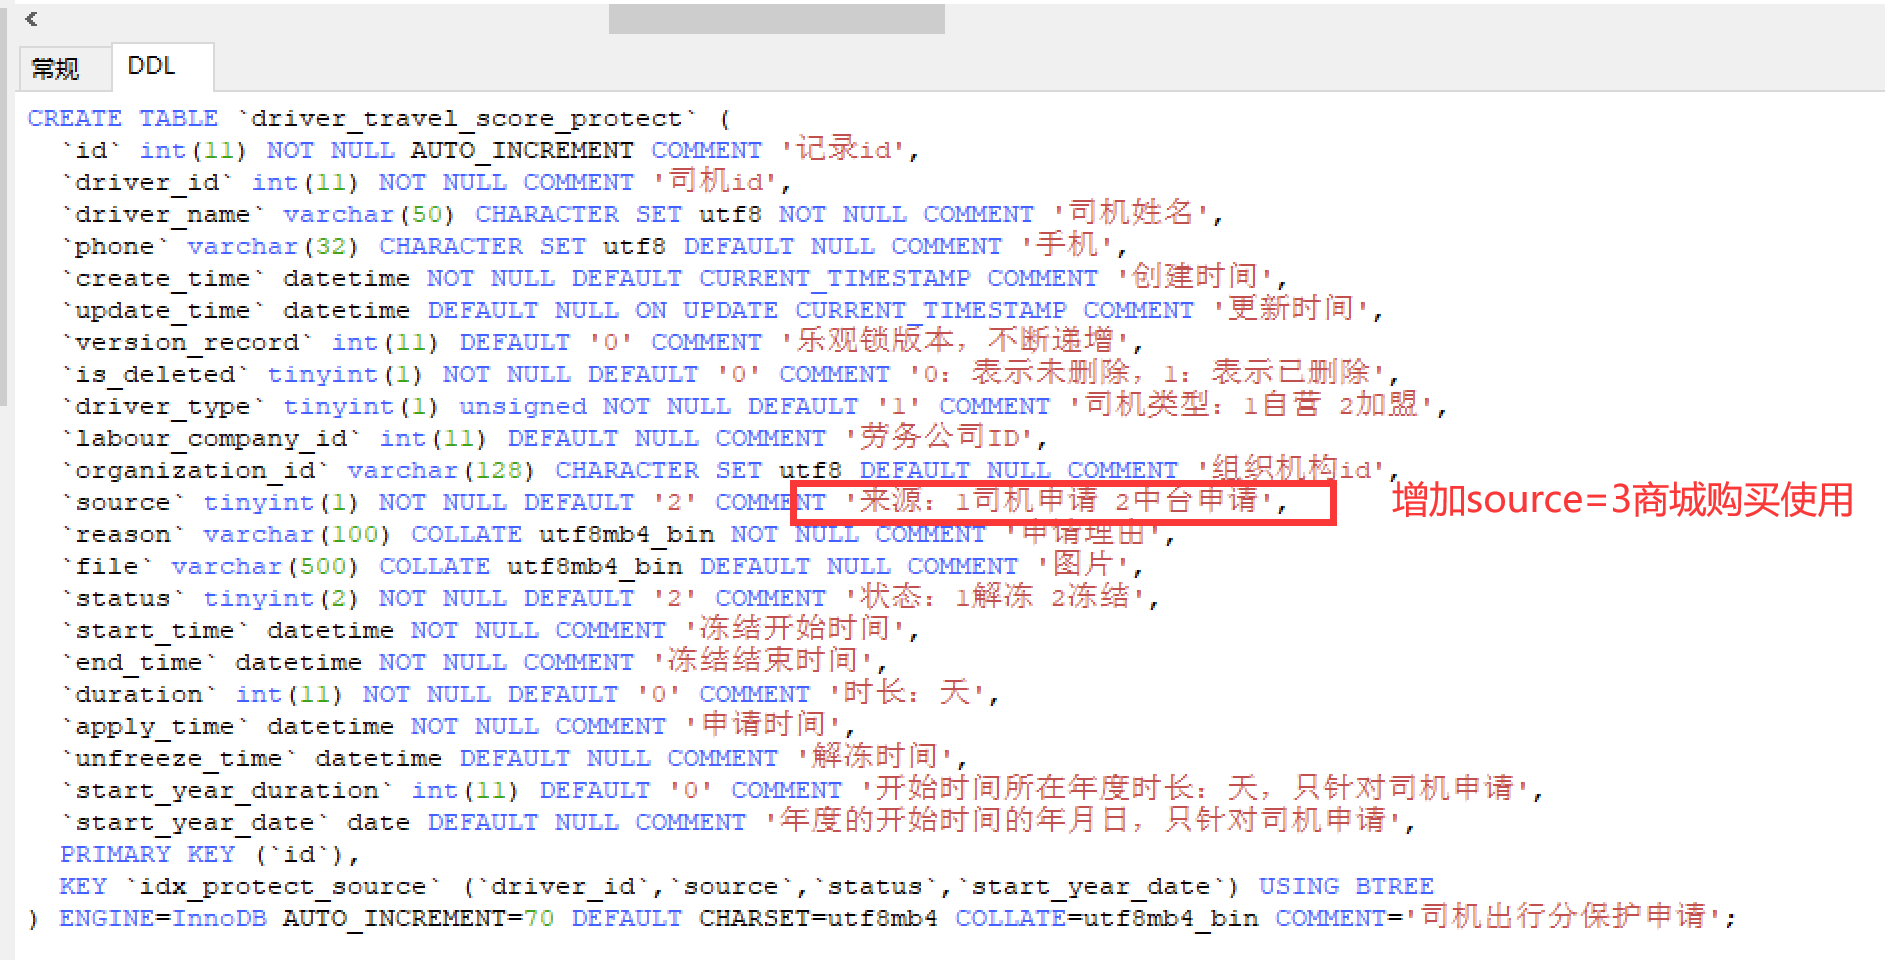 常规 DDL
CREATE TABLE `driver_travel_score_protect` (
`id` int(11) NOT NULL AUTO_INCREMENT COMMENT '记录id',
`driver_id` int(11) NOT NULL COMMENT '司机id',
`driver_name` varchar(50) CHARACTER SET utf8 NOT NULL COMMENT '司机姓名',
`phone` varchar(32) CHARACTER SET utf8 DEFAULT NULL COMMENT '手机',
`create_time` datetime NOT NULL DEFAULT CURRENT_TIMESTAMP COMMENT '创建时间',
`update_time` datetime DEFAULT NULL ON UPDATE CURRENT_TIMESTAMP COMMENT '更新时间',
`version_record` int(11) DEFAULT '0' COMMENT '乐观锁版本，不断递增',
`is_deleted` tinyint(1) NOT NULL DEFAULT '0' COMMENT '0：表示未删除，1：表示已删除',
`driver_type` tinyint(1) unsigned NOT NULL DEFAULT '1' COMMENT '司机类型：1自营 2加盟',
`labour_company_id` int(11) DEFAULT NULL COMMENT '劳务公司ID',
`organization_id` varchar(128) CHARACTER SET utf8 DEFAULT NULL COMMENT '组织机构id',
`source` tinyint(1) NOT NULL DEFAULT '2' COMMENT '来源：1司机申请 2中台申请', 增加source=3商城购买使用
`reason` varchar(100) COLLATE utf8mb4_bin NOT NULL COMMENT '申请理由',
`file` varchar(500) COLLATE utf8mb4_bin DEFAULT NULL COMMENT '图片',
`status` tinyint(2) NOT NULL DEFAULT '2' COMMENT '状态：1解冻 2冻结',
`start_time` datetime NOT NULL COMMENT '冻结开始时间',
`end_time` datetime NOT NULL COMMENT '冻结结束时间',
`duration` int(11) NOT NULL DEFAULT '0' COMMENT '时长：天',
`apply_time` datetime NOT NULL COMMENT '申请时间',
`unfreeze_time` datetime DEFAULT NULL COMMENT '解冻时间',
`start_year_duration` int(11) DEFAULT '0' COMMENT '开始时间所在年度时长：天，只针对司机申请',
`start_year_date` date DEFAULT NULL COMMENT '年度的开始时间的年月日，只针对司机申请',
PRIMARY KEY (`id`),
KEY `idx_protect_source` (`driver_id`,`source`,`status`,`start_year_date`) USING BTREE
) ENGINE=InnoDB AUTO_INCREMENT=70 DEFAULT CHARSET=utf8mb4 COLLATE=utf8mb4_bin COMMENT='司机出行分保护申请';